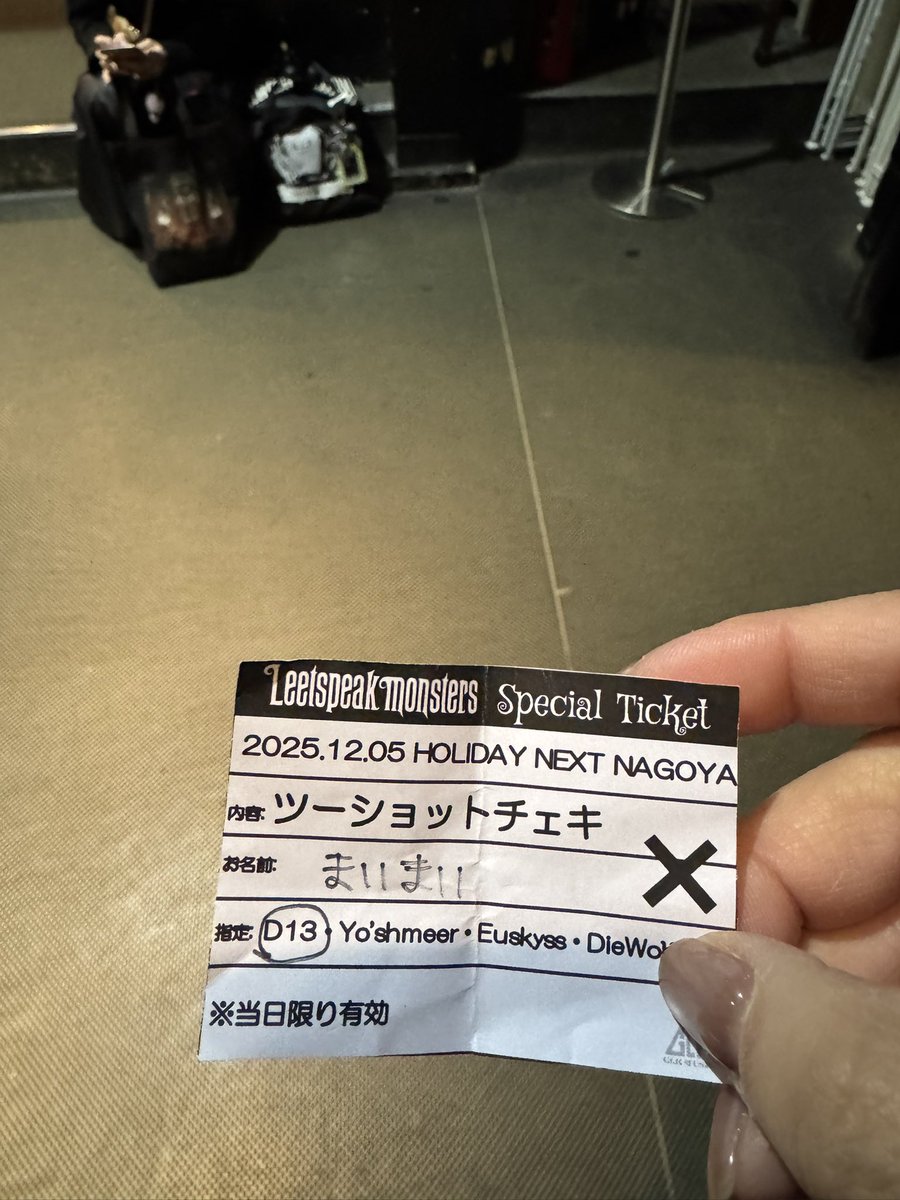 Leetspeak monsters Special Ticket
2025.12.05 HOLIDAY NEXT NAGOYA
内容: ツーショットチェキ
お名前: まいまい
指定: D13・Yo'shmeer・Euskyss・
※当日限り有効